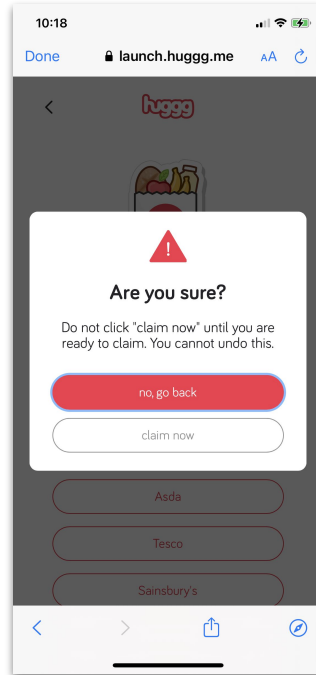 10:18
Done launch.huggg.me AA
huggg
Are you sure?
Do not click "claim now" until you are
ready to claim. You cannot undo this.
no, go back
claim now
Asda
Tesco
Sainsbury's